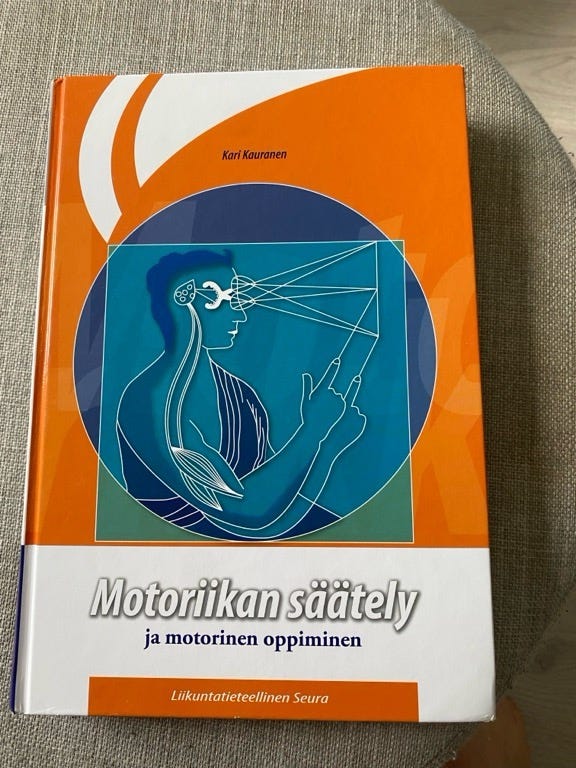 Kari Kauranen
Motoriikan säätely
ja motorinen oppiminen
Liikuntatieteellinen Seura